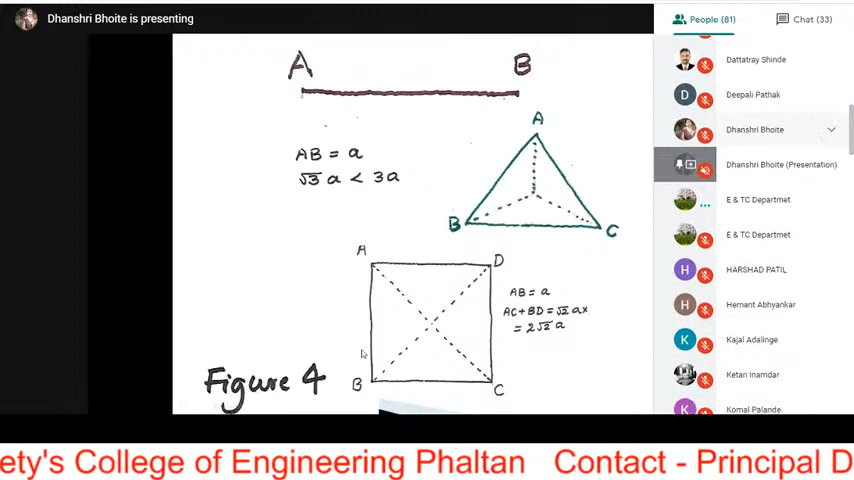 Dhanshri Bhoite is presenting
People (81)
Chat (33)
A B
AB = a
√3 a < 3a
A
B
C
A
D
AB = a
AC+BD = √2 ax
= 2√2 a
B
C
Figure 4
Dattatray Shinde
D
Deepali Pathak
Dhanshri Bhoite
Dhanshri Bhoite (Presentation)
E & TC Departmet
E & TC Departmet
H
HARSHAD PATIL
H
Hemant Abhyankar
K
Kajal Adalinge
Ketan Inamdar
K
Komal Palande
ety's College of Engineering Phaltan Contact - Principal D